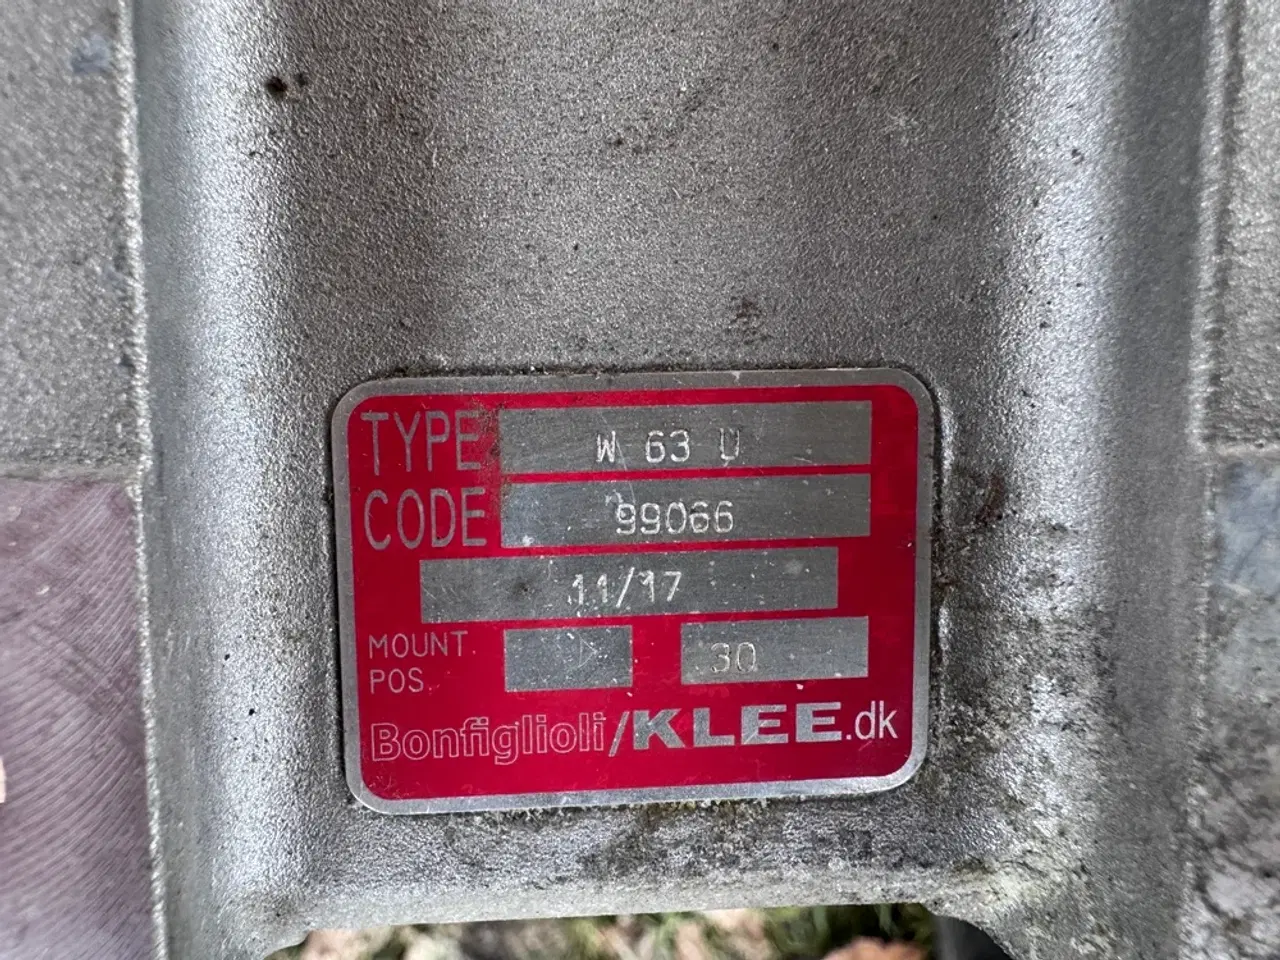 TYPE W 63 U
CODE 99066
11/17
MOUNT. POS. 30
Bonfiglioli/KLEE.dk